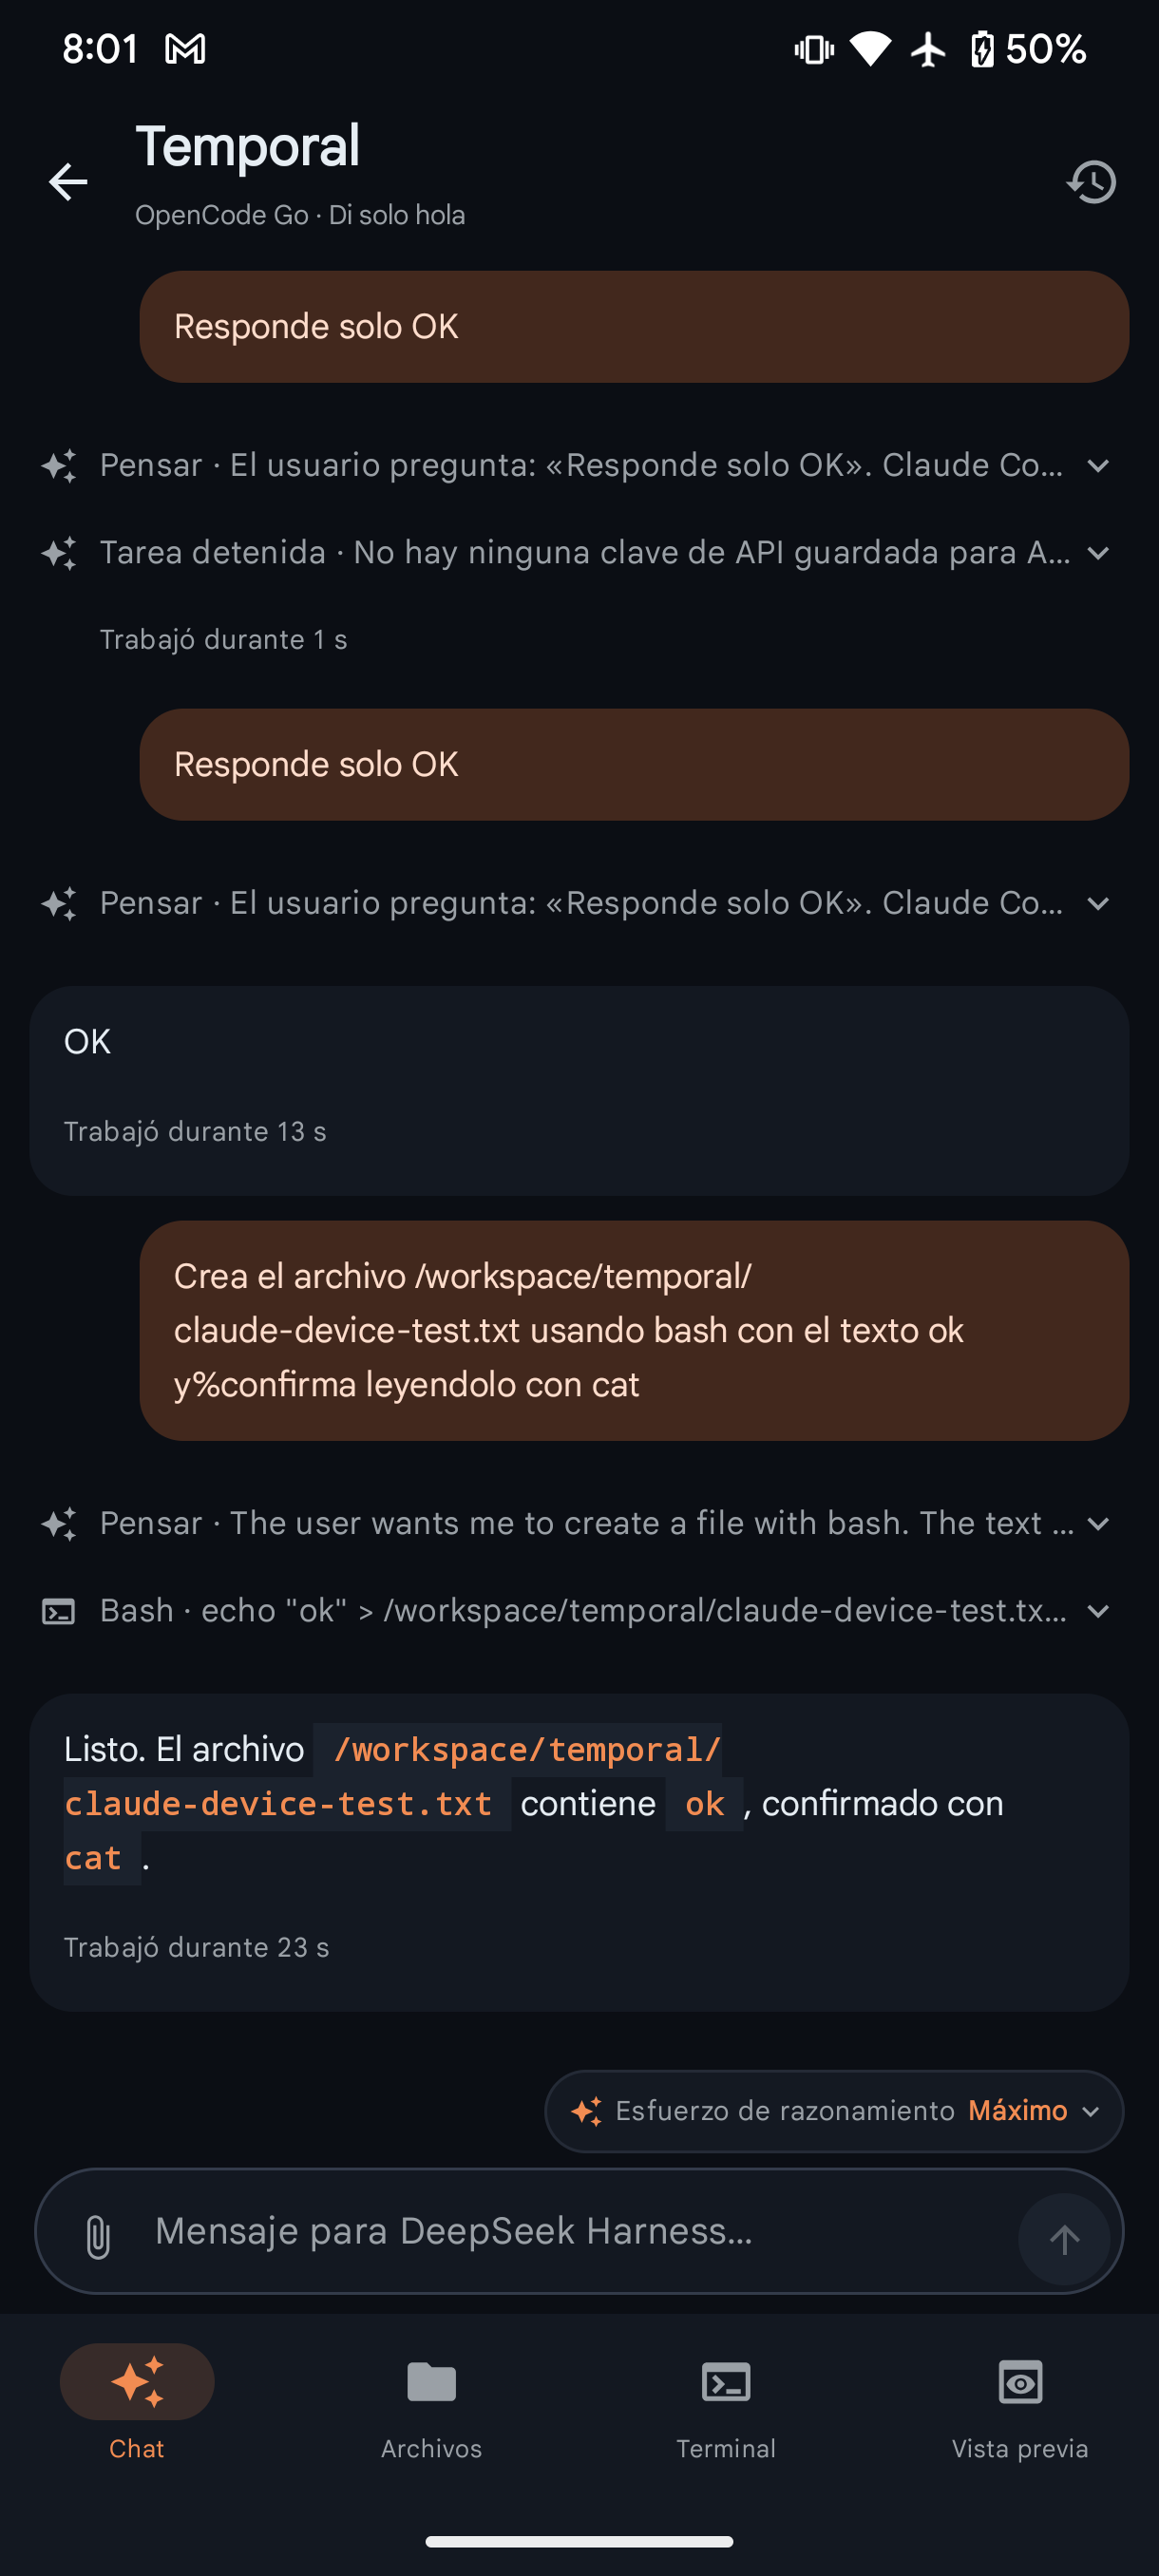 8:01
50%
Temporal
OpenCode Go · Di solo hola
Responde solo OK
Pensar · El usuario pregunta: «Responde solo OK». Claude Co...
Tarea detenida · No hay ninguna clave de API guardada para A...
Trabajó durante 1 s
Responde solo OK
Pensar · El usuario pregunta: «Responde solo OK». Claude Co...
OK
Trabajó durante 13 s
Crea el archivo /workspace/temporal/
claude-device-test.txt usando bash con el texto ok
y%confirma leyendolo con cat
Pensar · The user wants me to create a file with bash. The text ...
Bash · echo "ok" > /workspace/temporal/claude-device-test.tx...
Listo. El archivo /workspace/temporal/
claude-device-test.txt contiene ok , confirmado con
cat .
Trabajó durante 23 s
Esfuerzo de razonamiento Máximo
Mensaje para DeepSeek Harness...
Chat
Archivos
Terminal
Vista previa